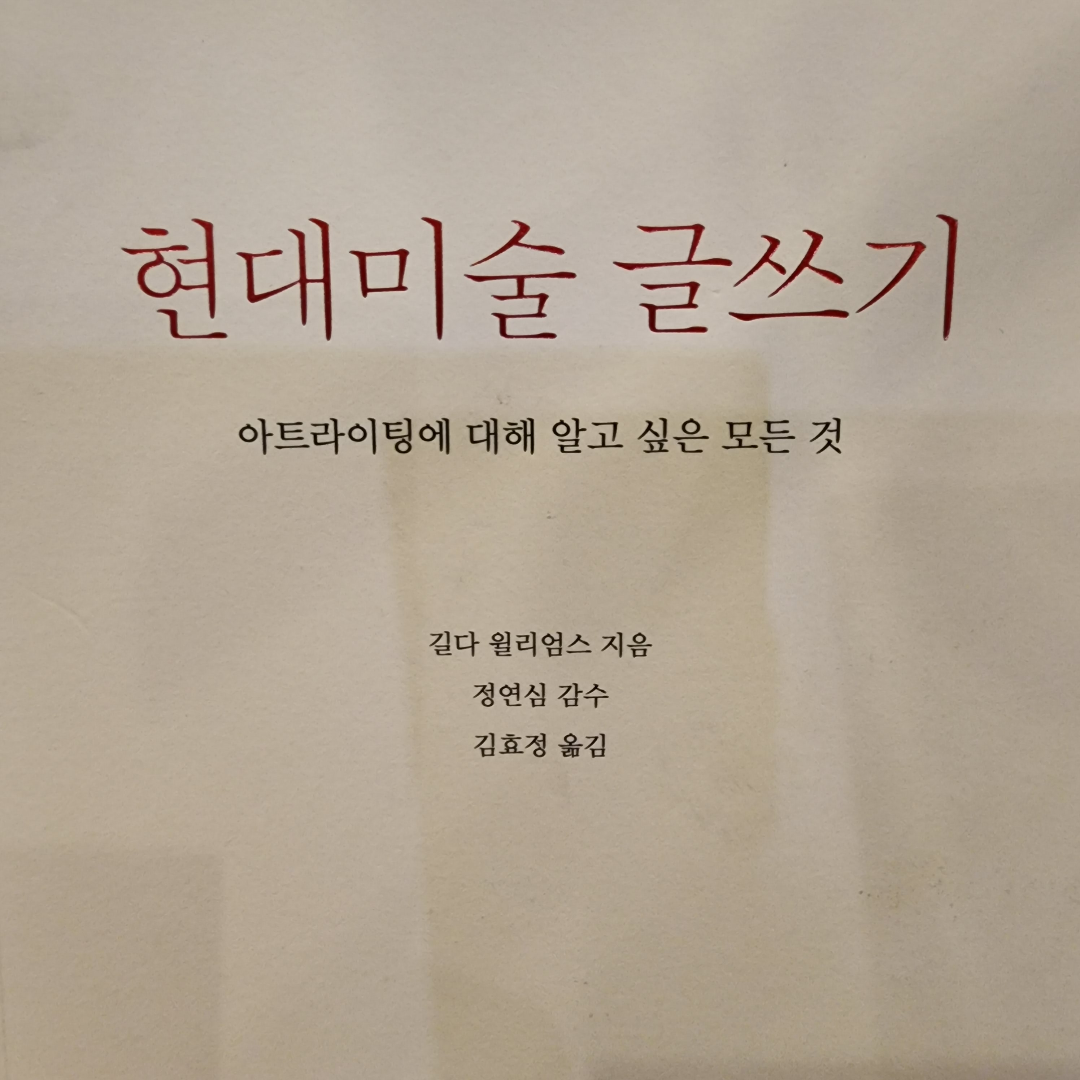 현대미술 글쓰기
아트라이팅에 대해 알고 싶은 모든 것
길다 윌리엄스 지음
정연심 감수
김효정 옮김